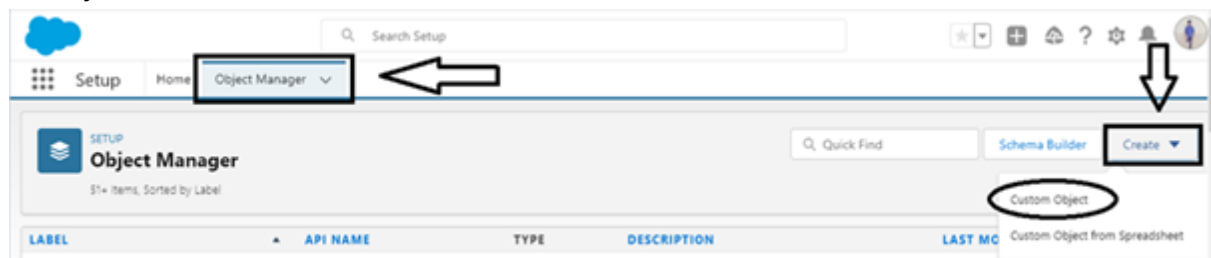 Search Setup
Setup Home Object Manager
SETUP
Object Manager
51+ Items, Sorted by Label
Quick Find
Schema Builder
Create
Custom Object
Custom Object from Spreadsheet
LABEL API NAME TYPE DESCRIPTION LAST MO